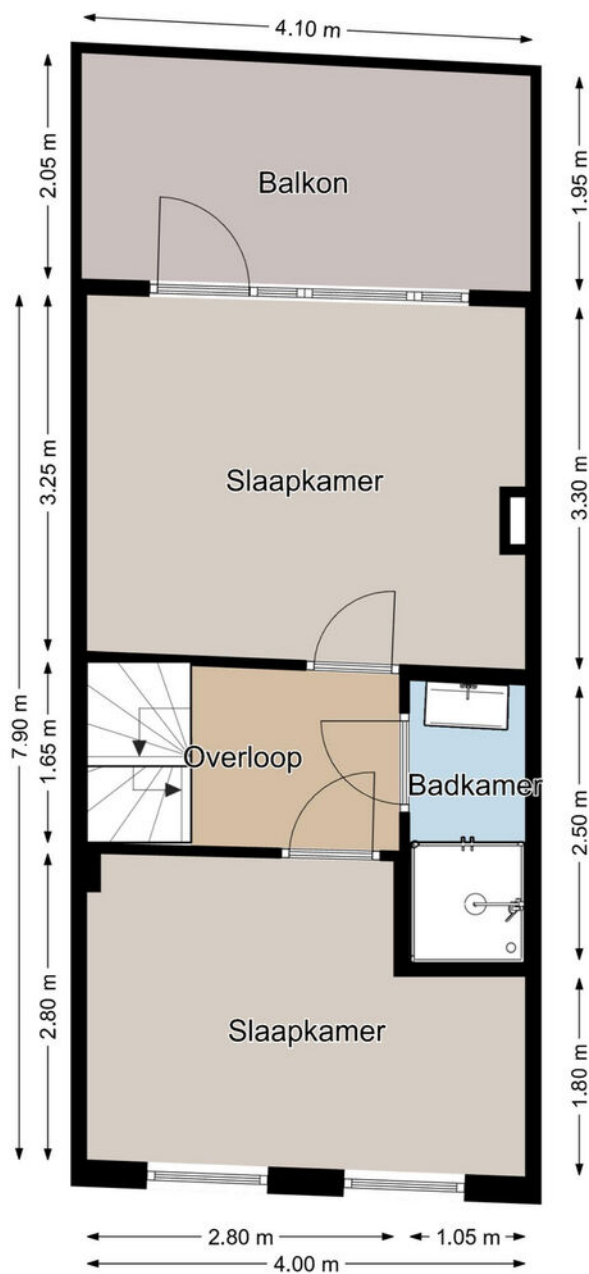 4.10 m
2.05 m
1.95 m
Balkon
3.25 m
3.30 m
Slaapkamer
7.90 m
1.65 m
Overloop
Badkamer
2.50 m
2.80 m
Slaapkamer
1.80 m
2.80 m
1.05 m
4.00 m